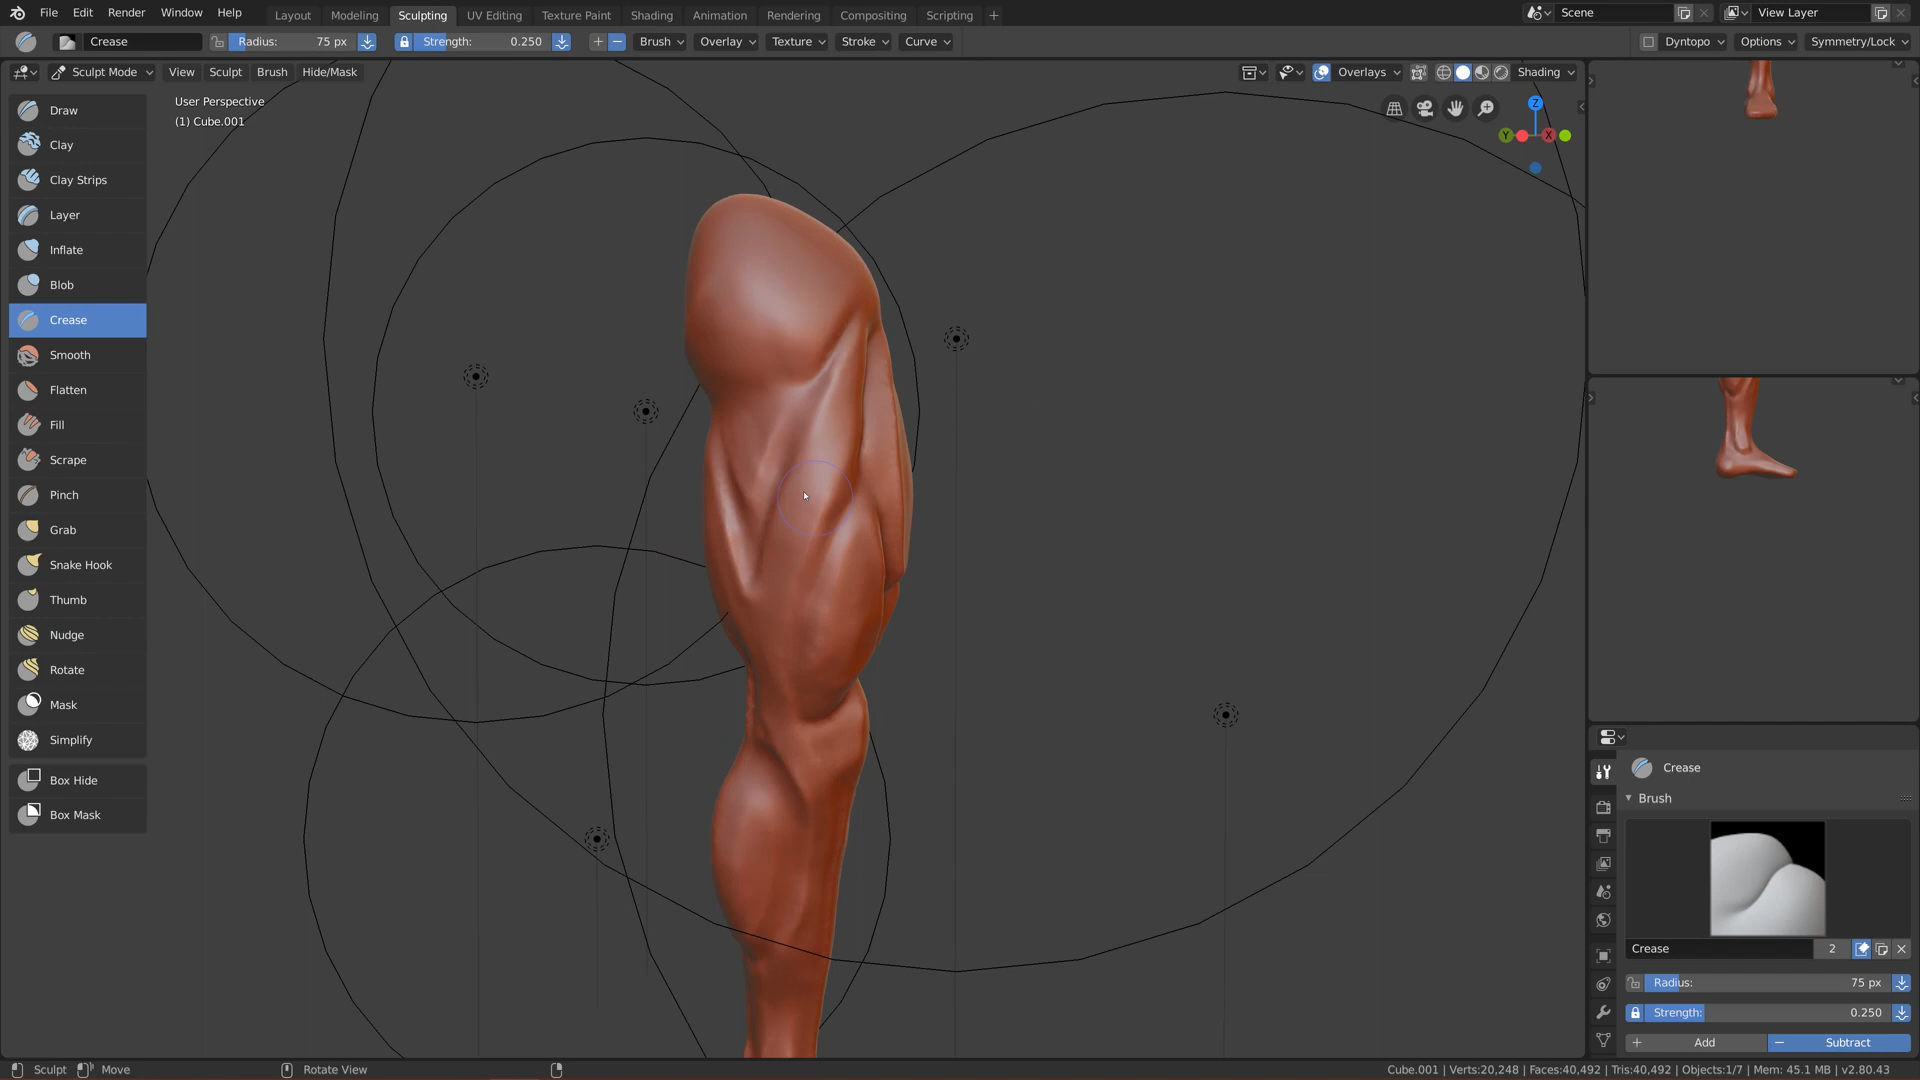 File Edit Render Window Help Layout Modeling Sculpting UV Editing Texture Paint Shading Animation Rendering Compositing Scripting + Scene View Layer
Crease Radius: 75 px Strength: 0.250 Brush Overlay Texture Stroke Curve Dyntopo Options Symmetry/Lock
Sculpt Mode View Sculpt Brush Hide/Mask Overlays Shading
User Perspective
(1) Cube.001
Z
Y X
Draw
Clay
Clay Strips
Layer
Inflate
Blob
Crease
Smooth
Flatten
Fill
Scrape
Pinch
Grab
Snake Hook
Thumb
Nudge
Rotate
Mask
Simplify
Box Hide
Box Mask
Crease
Brush
Crease 2
Radius: 75 px
Strength: 0.250
+ Add − Subtract
Sculpt Move Rotate View Cube.001 | Verts:20,248 | Faces:40,492 | Tris:40,492 | Objects:1/7 | Mem: 45.1 MB | v2.80.43